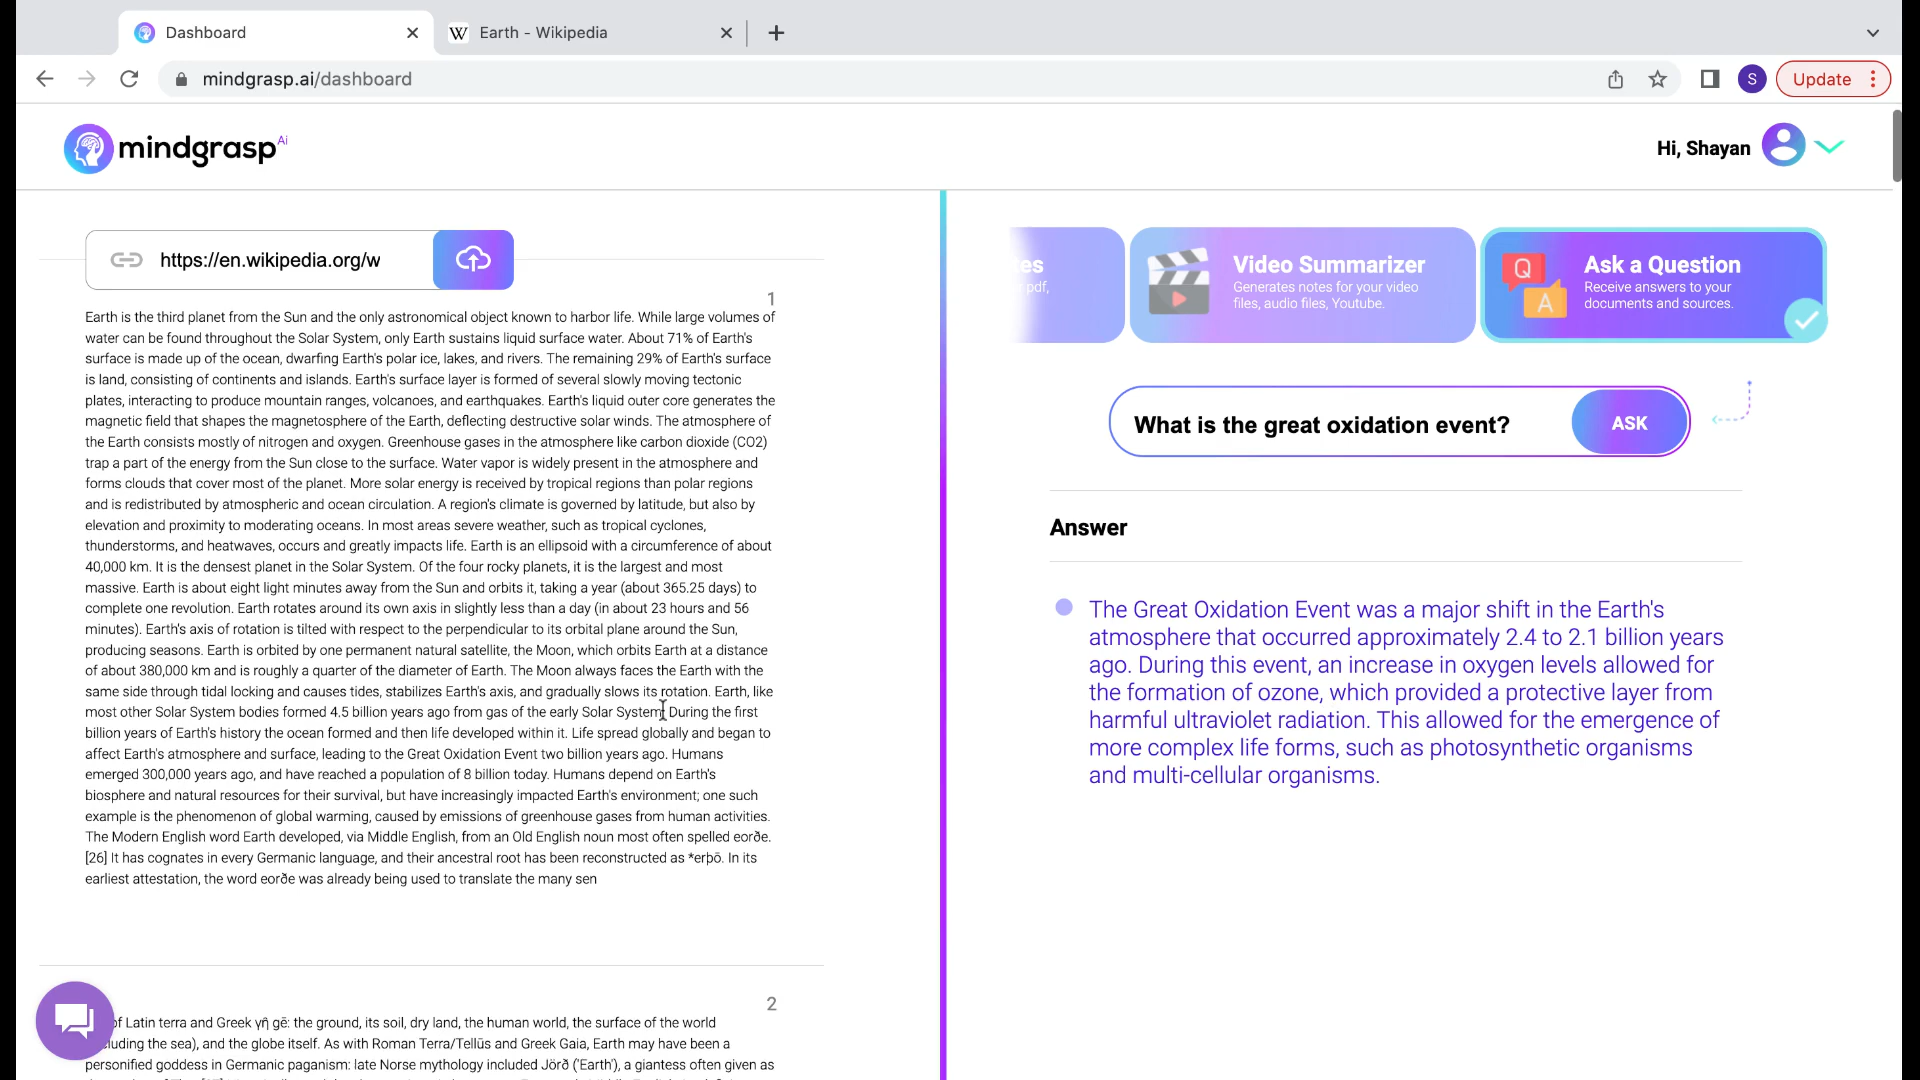 Dashboard
Earth - Wikipedia
mindgrasp.ai/dashboard
S
Update
mindgrasp Ai
Hi, Shayan
https://en.wikipedia.org/w
1
Earth is the third planet from the Sun and the only astronomical object known to harbor life. While large volumes of
water can be found throughout the Solar System, only Earth sustains liquid surface water. About 71% of Earth's
surface is made up of the ocean, dwarfing Earth's polar ice, lakes, and rivers. The remaining 29% of Earth's surface
is land, consisting of continents and islands. Earth's surface layer is formed of several slowly moving tectonic
plates, interacting to produce mountain ranges, volcanoes, and earthquakes. Earth's liquid outer core generates the
magnetic field that shapes the magnetosphere of the Earth, deflecting destructive solar winds. The atmosphere of
the Earth consists mostly of nitrogen and oxygen. Greenhouse gases in the atmosphere like carbon dioxide (CO2)
trap a part of the energy from the Sun close to the surface. Water vapor is widely present in the atmosphere and
forms clouds that cover most of the planet. More solar energy is received by tropical regions than polar regions
and is redistributed by atmospheric and ocean circulation. A region's climate is governed by latitude, but also by
elevation and proximity to moderating oceans. In most areas severe weather, such as tropical cyclones,
thunderstorms, and heatwaves, occurs and greatly impacts life. Earth is an ellipsoid with a circumference of about
40,000 km. It is the densest planet in the Solar System. Of the four rocky planets, it is the largest and most
massive. Earth is about eight light minutes away from the Sun and orbits it, taking a year (about 365.25 days) to
complete one revolution. Earth rotates around its own axis in slightly less than a day (in about 23 hours and 56
minutes). Earth's axis of rotation is tilted with respect to the perpendicular to its orbital plane around the Sun,
producing seasons. Earth is orbited by one permanent natural satellite, the Moon, which orbits Earth at a distance
of about 380,000 km and is roughly a quarter of the diameter of Earth. The Moon always faces the Earth with the
same side through tidal locking and causes tides, stabilizes Earth's axis, and gradually slows its rotation. Earth, like
most other Solar System bodies formed 4.5 billion years ago from gas of the early Solar System. During the first
billion years of Earth's history the ocean formed and then life developed within it. Life spread globally and began to
affect Earth's atmosphere and surface, leading to the Great Oxidation Event two billion years ago. Humans
emerged 300,000 years ago, and have reached a population of 8 billion today. Humans depend on Earth's
biosphere and natural resources for their survival, but have increasingly impacted Earth's environment; one such
example is the phenomenon of global warming, caused by emissions of greenhouse gases from human activities.
The Modern English word Earth developed, via Middle English, from an Old English noun most often spelled eorðe.
[26] It has cognates in every Germanic language, and their ancestral root has been reconstructed as *erþō. In its
earliest attestation, the word eorðe was already being used to translate the many sen
2
of Latin terra and Greek γῆ gē: the ground, its soil, dry land, the human world, the surface of the world
uding the sea), and the globe itself. As with Roman Terra/Tellūs and Greek Gaia, Earth may have been a
personified goddess in Germanic paganism: late Norse mythology included Jörð ('Earth'), a giantess often given as
tes
pdf,
Video Summarizer
Generates notes for your video
files, audio files, Youtube.
Q
A
Ask a Question
Receive answers to your
documents and sources.
What is the great oxidation event?
ASK
Answer
The Great Oxidation Event was a major shift in the Earth's
atmosphere that occurred approximately 2.4 to 2.1 billion years
ago. During this event, an increase in oxygen levels allowed for
the formation of ozone, which provided a protective layer from
harmful ultraviolet radiation. This allowed for the emergence of
more complex life forms, such as photosynthetic organisms
and multi-cellular organisms.